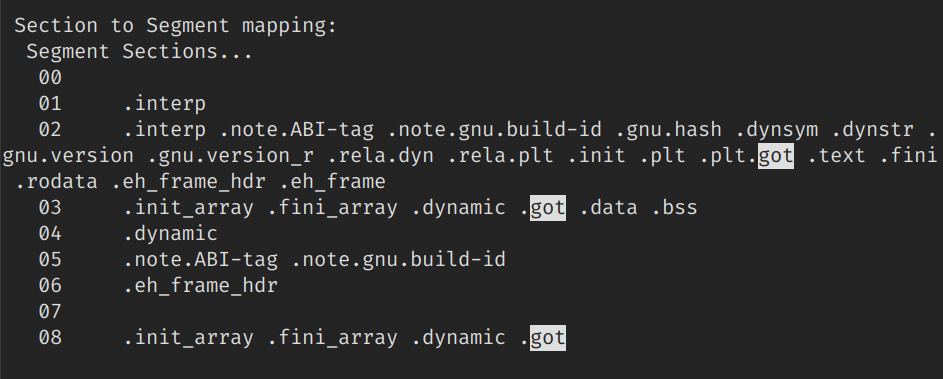 Section to Segment mapping:
Segment Sections...
00
01 .interp
02 .interp .note.ABI-tag .note.gnu.build-id .gnu.hash .dynsym .dynstr .
gnu.version .gnu.version_r .rela.dyn .rela.plt .init .plt .plt.got .text .fini
.rodata .eh_frame_hdr .eh_frame
03 .init_array .fini_array .dynamic .got .data .bss
04 .dynamic
05 .note.ABI-tag .note.gnu.build-id
06 .eh_frame_hdr
07
08 .init_array .fini_array .dynamic .got